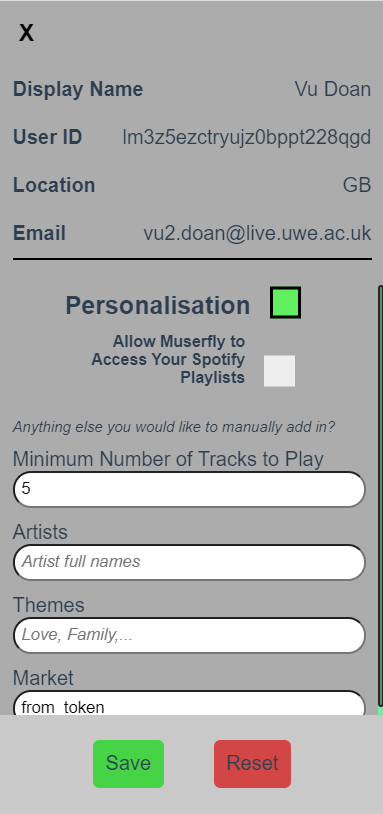 X
Display Name Vu Doan
User ID lm3z5ezctryujz0bppt228qgd
Location GB
Email vu2.doan@live.uwe.ac.uk
Personalisation
Allow Muserfly to
Access Your Spotify
Playlists
Anything else you would like to manually add in?
Minimum Number of Tracks to Play
5
Artists
Artist full names
Themes
Love, Family,...
Market
from_token
Save Reset